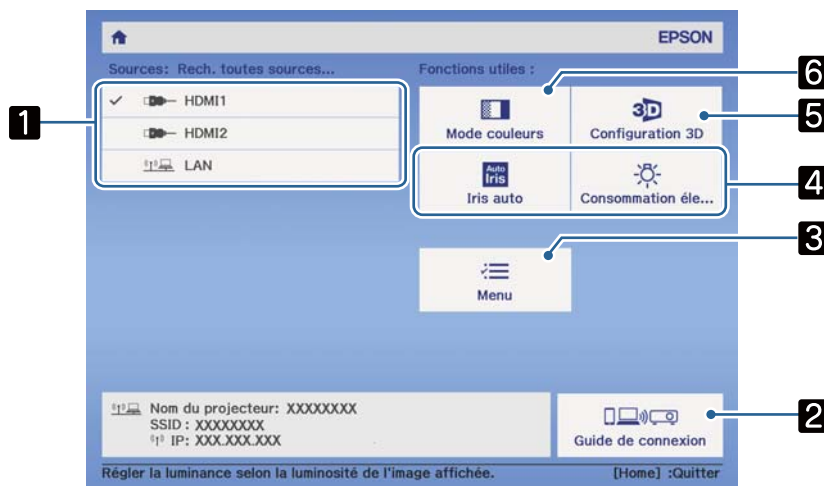 EPSON
Sources: Rech. toutes sources...
Fonctions utiles :
1
HDMI1
HDMI2
LAN
6
Mode couleurs
3D
Configuration 3D
5
Auto Iris
Iris auto
Consommation éle...
4
3
Menu
Nom du projecteur: XXXXXXXX
SSID : XXXXXXXX
IP: XXX.XXX.XXX
Guide de connexion
2
Régler la luminance selon la luminosité de l'image affichée.
[Home] :Quitter